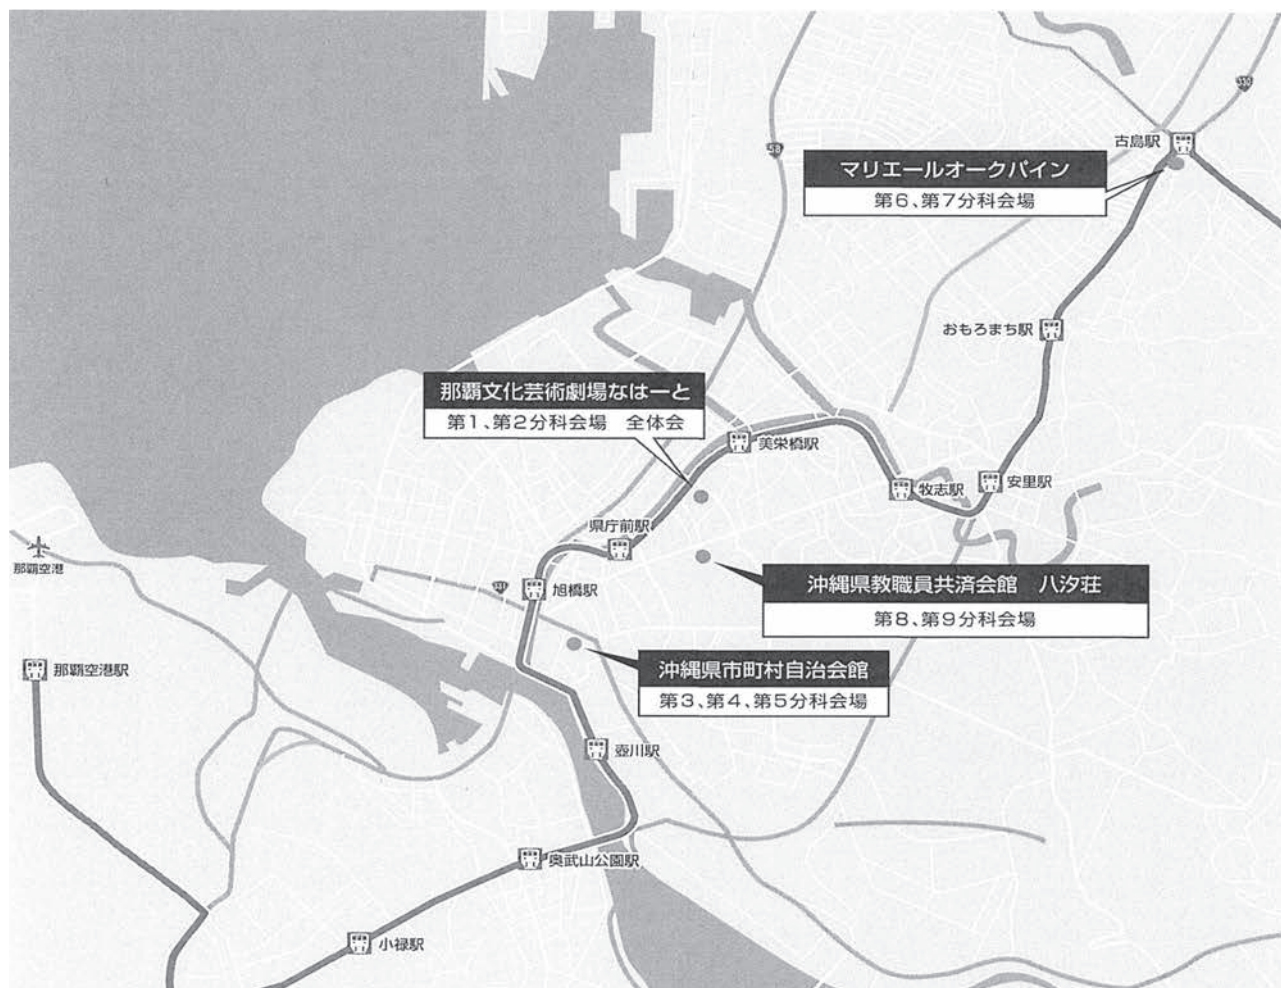 330
古島駅
58
マリエールオークパイン
第6、第7分科会場
おもろまち駅
那覇文化芸術劇場なはーと
第1、第2分科会場　全体会
美栄橋駅
安里駅
牧志駅
県庁前駅
那覇空港
331
旭橋駅
沖縄県教職員共済会館　八汐荘
第8、第9分科会場
沖縄県市町村自治会館
第3、第4、第5分科会場
那覇空港駅
壺川駅
奥武山公園駅
小禄駅